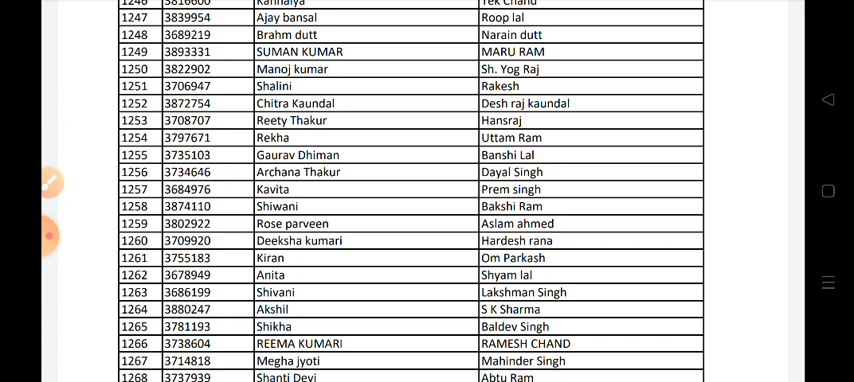 1246 3816600 Kanhaiya Tek Chand
1247 3839954 Ajay bansal Roop lal
1248 3689219 Brahm dutt Narain dutt
1249 3893331 SUMAN KUMAR MARU RAM
1250 3822902 Manoj kumar Sh. Yog Raj
1251 3706947 Shalini Rakesh
1252 3872754 Chitra Kaundal Desh raj kaundal
1253 3708707 Reety Thakur Hansraj
1254 3797671 Rekha Uttam Ram
1255 3735103 Gaurav Dhiman Banshi Lal
1256 3734646 Archana Thakur Dayal Singh
1257 3684976 Kavita Prem singh
1258 3874110 Shiwani Bakshi Ram
1259 3802922 Rose parveen Aslam ahmed
1260 3709920 Deeksha kumari Hardesh rana
1261 3755183 Kiran Om Parkash
1262 3678949 Anita Shyam lal
1263 3686199 Shivani Lakshman Singh
1264 3880247 Akshil S K Sharma
1265 3781193 Shikha Baldev Singh
1266 3738604 REEMA KUMARI RAMESH CHAND
1267 3714818 Megha jyoti Mahinder Singh
1268 3737939 Shanti Devi Abtu Ram